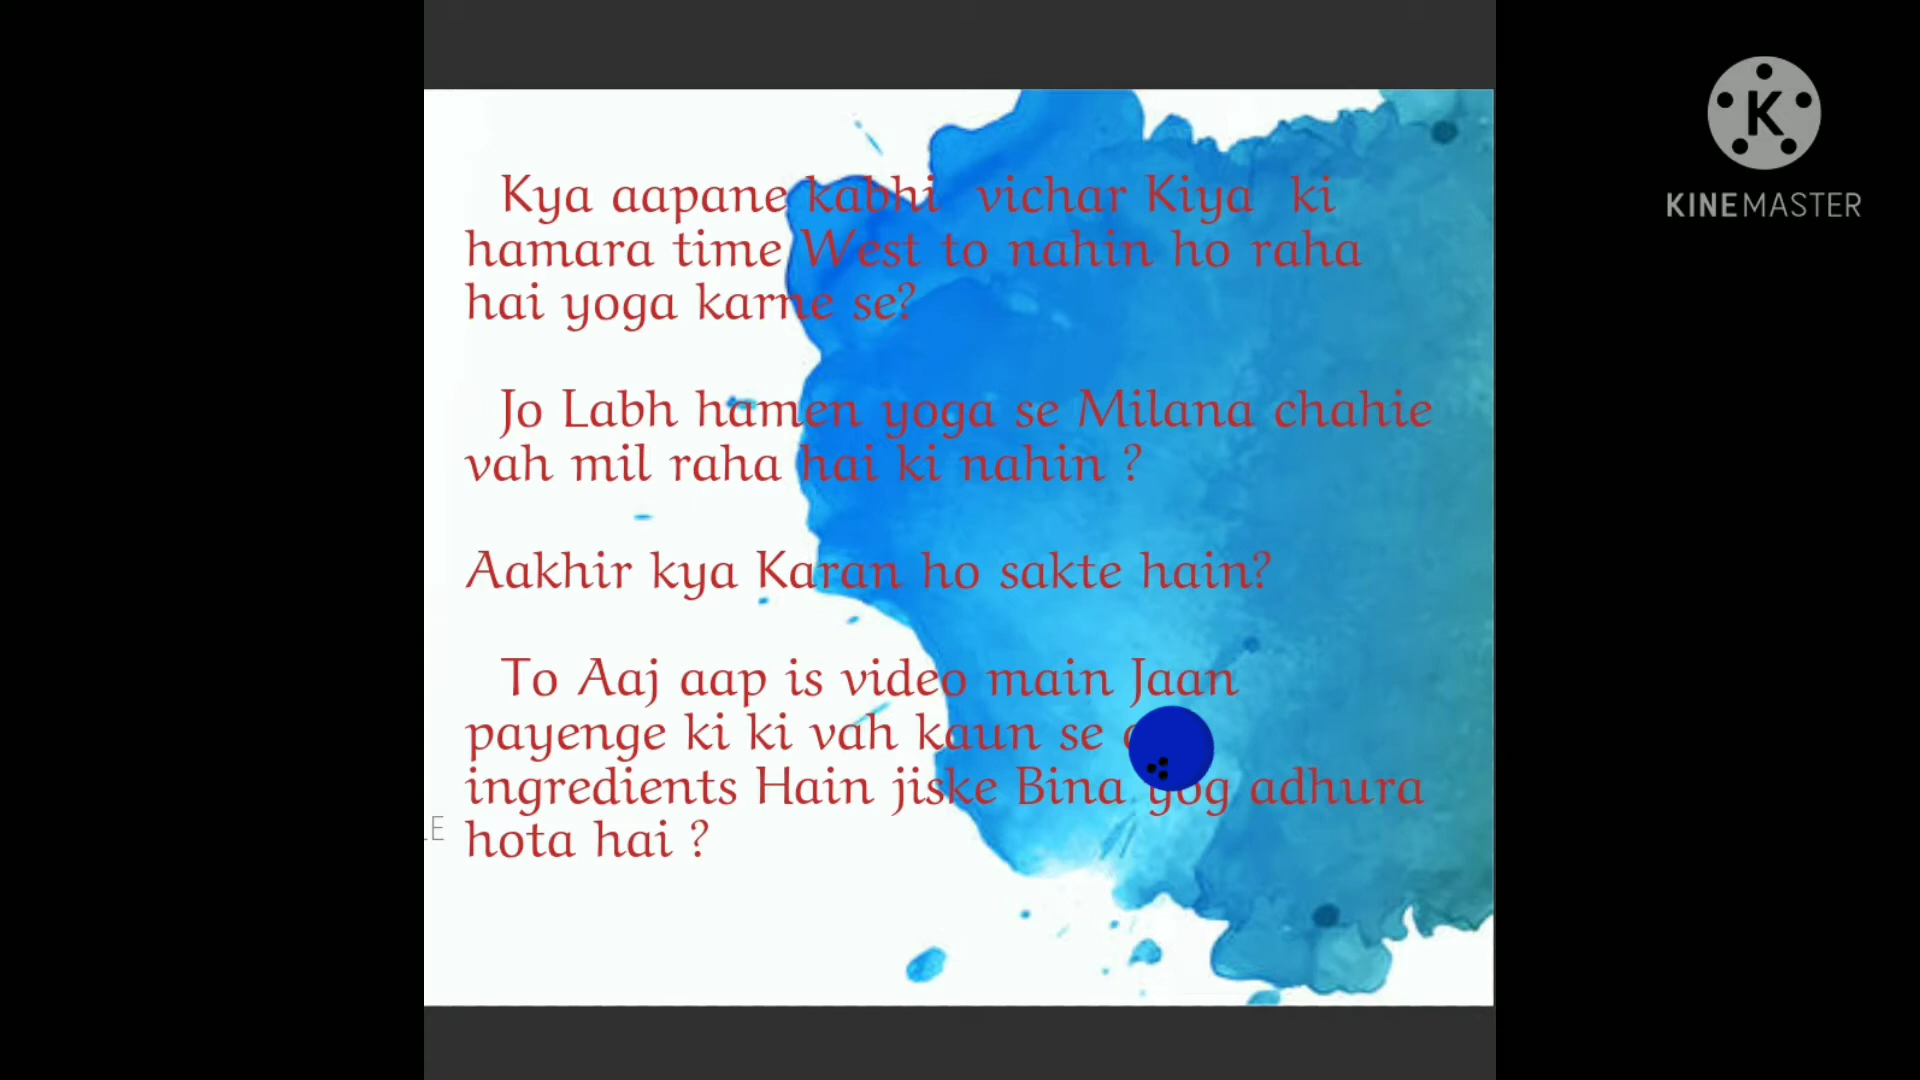 Kya aapane kabhi vichar Kiya ki
hamara time West to nahin ho raha
hai yoga karne se?
Jo Labh hamen yoga se Milana chahie
vah mil raha hai ki nahin ?
Aakhir kya Karan ho sakte hain?
To Aaj aap is video main Jaan
payenge ki ki vah kaun se
ingredients Hain jiske Bina yog adhura
hota hai ?
K
KINEMASTER